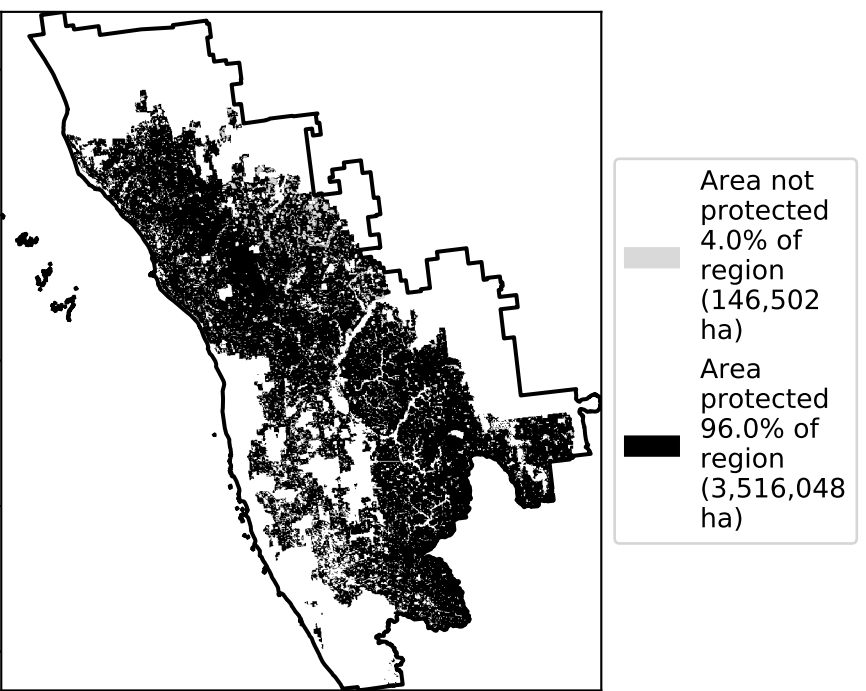 Area not
protected
4.0% of
region
(146,502
ha)
Area
protected
96.0% of
region
(3,516,048
ha)